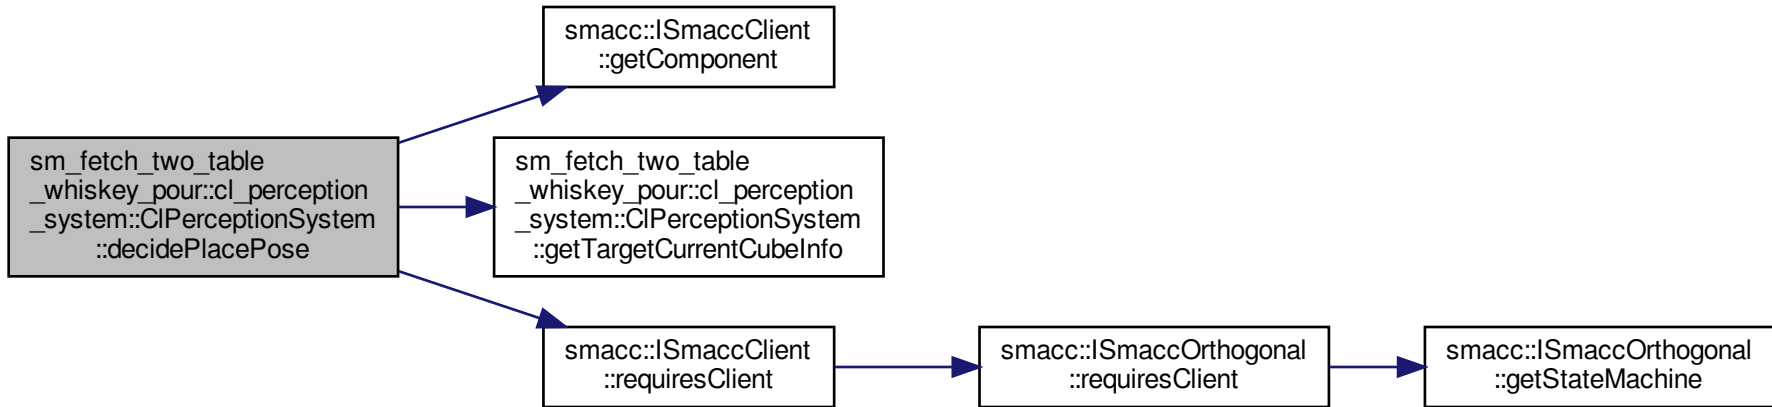 smacc::ISmaccClient
::getComponent
sm_fetch_two_table
_whiskey_pour::cl_perception
_system::ClPerceptionSystem
::decidePlacePose
sm_fetch_two_table
_whiskey_pour::cl_perception
_system::ClPerceptionSystem
::getTargetCurrentCubeInfo
smacc::ISmaccClient
::requiresClient
smacc::ISmaccOrthogonal
::requiresClient
smacc::ISmaccOrthogonal
::getStateMachine